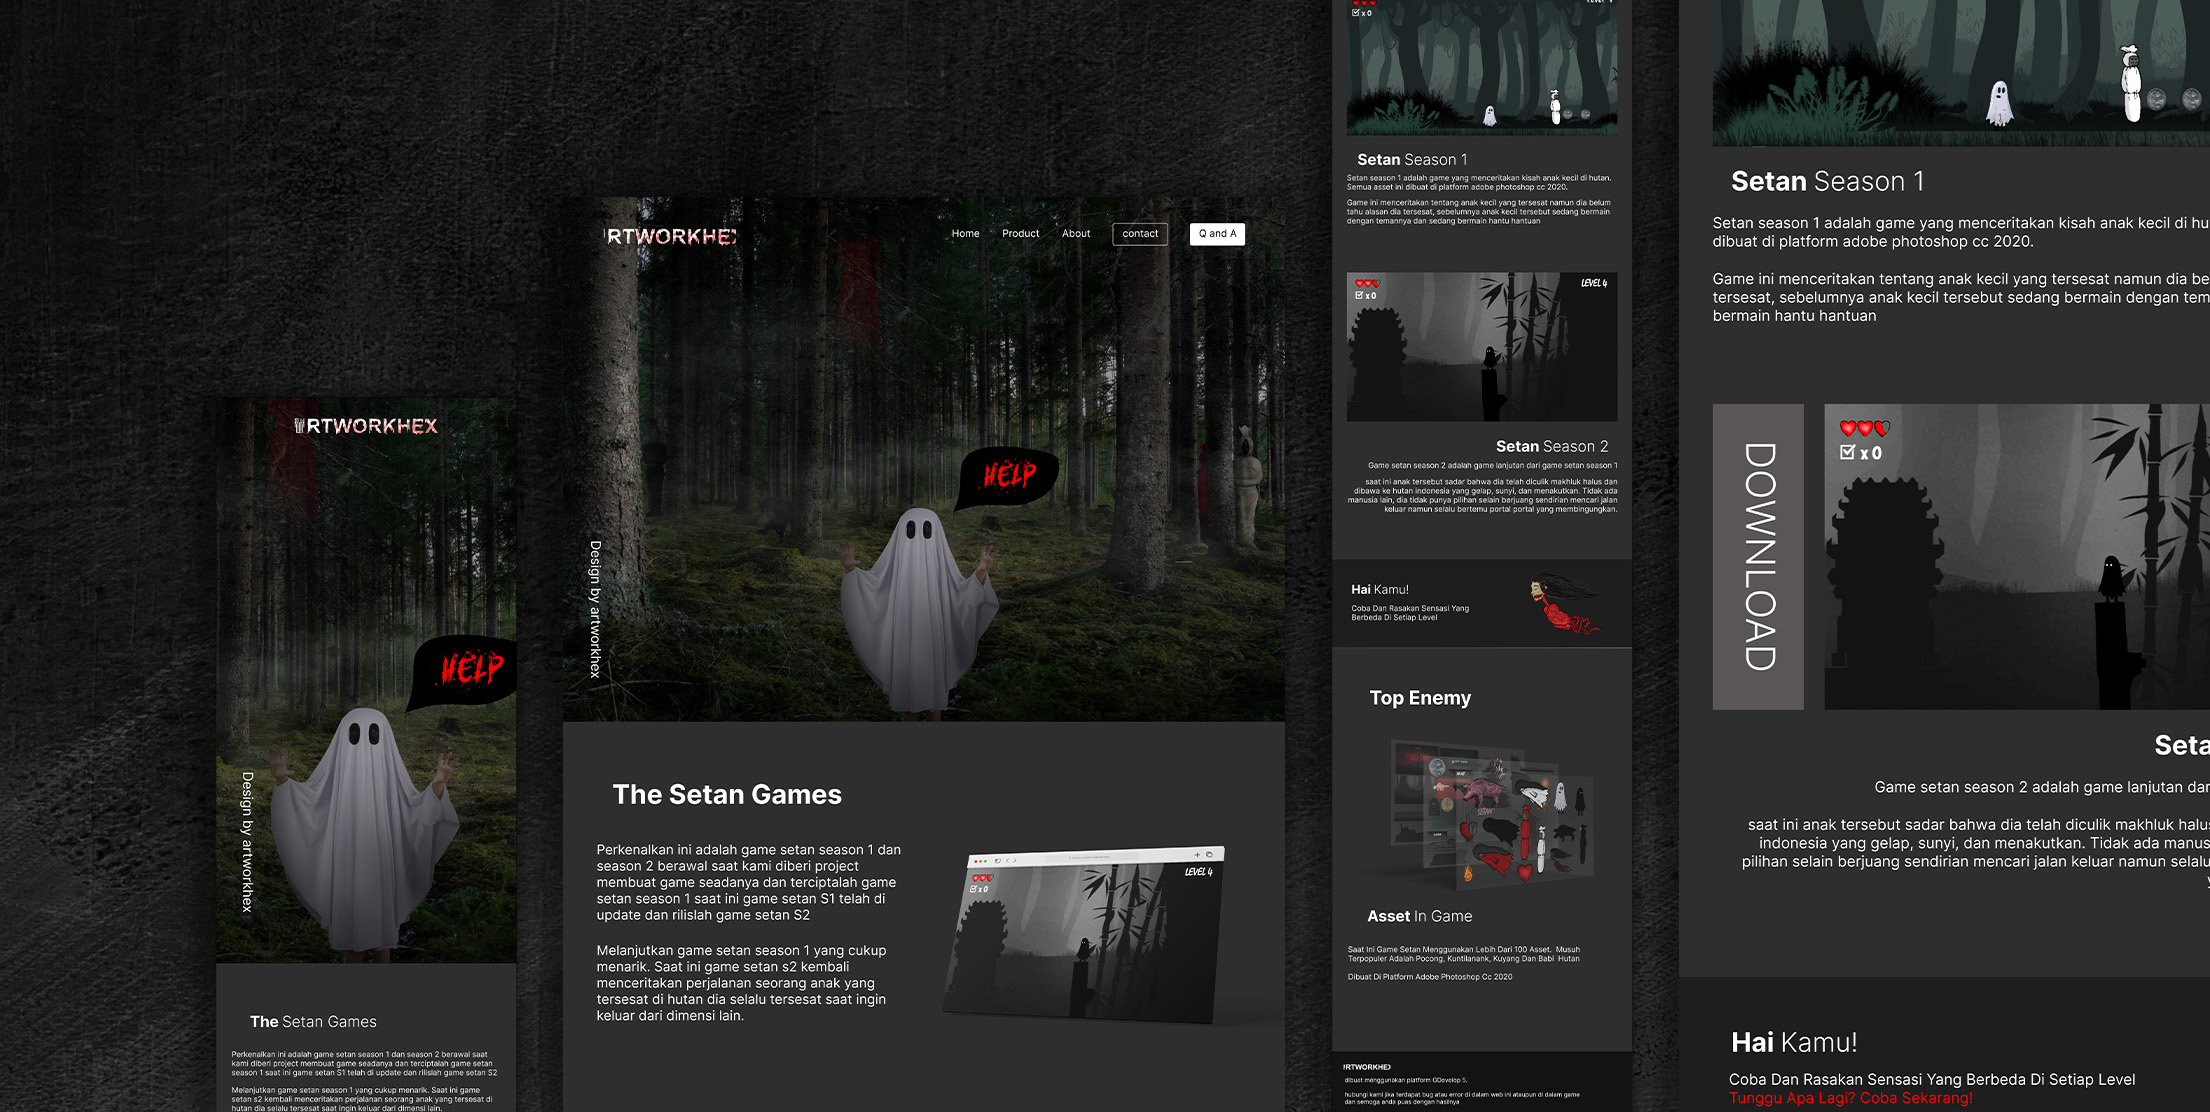 RTWORKHEX
HELP
Design by artworkhex
The Setan Games
Perkenalkan ini adalah game setan season 1 dan season 2 berawal saat
kami diberi project membuat game seadanya dan terciptalah game setan
season 1 saat ini game setan S1 telah di update dan rilislah game setan S2
Melanjutkan game setan season 1 yang cukup menarik. Saat ini game
setan s2 kembali menceritakan perjalanan seorang anak yang tersesat di
hutan dia selalu tersesat saat ingin keluar dari dimensi lain.
RTWORKHE
Home
Product
About
contact
Q and A
HELP
Design by artworkhex
The Setan Games
Perkenalkan ini adalah game setan season 1 dan
season 2 berawal saat kami diberi project
membuat game seadanya dan terciptalah game
setan season 1 saat ini game setan S1 telah di
update dan rilislah game setan S2
Melanjutkan game setan season 1 yang cukup
menarik. Saat ini game setan s2 kembali
menceritakan perjalanan seorang anak yang
tersesat di hutan dia selalu tersesat saat ingin
keluar dari dimensi lain.
LEVEL 4
x 0
x 0
Setan Season 1
Setan season 1 adalah game yang menceritakan kisah anak kecil di hutan.
Semua asset ini dibuat di platform adobe photoshop cc 2020.
Game ini menceritakan tentang anak kecil yang tersesat namun dia belum
tahu alasan dia tersesat, sebelumnya anak kecil tersebut sedang bermain
dengan temannya dan sedang bermain hantu hantuan
LEVEL 4
x 0
Setan Season 2
Game setan season 2 adalah game lanjutan dari game setan season 1
saat ini anak tersebut sadar bahwa dia telah diculik makhluk halus dan
dibawa ke hutan indonesia yang gelap, sunyi, dan menakutkan. Tidak ada
manusia lain, dia tidak punya pilihan selain berjuang sendirian mencari jalan
keluar namun selalu bertemu portal portal yang membingungkan.
Hai Kamu!
Coba Dan Rasakan Sensasi Yang
Berbeda Di Setiap Level
Top Enemy
Asset In Game
Saat Ini Game Setan Menggunakan Lebih Dari 100 Asset. Musuh
Terpopuler Adalah Pocong, Kuntilanank, Kuyang Dan Babi Hutan
Dibuat Di Platform Adobe Photoshop Cc 2020
RTWORKHE
dibuat menggunakan platform GDevelop 5.
hubungi kami jika terdapat bug atau error di dalam web ini ataupun di dalam game
dan semoga anda puas dengan hasilnya
Setan Season 1
Setan season 1 adalah game yang menceritakan kisah anak kecil di hu
dibuat di platform adobe photoshop cc 2020.
Game ini menceritakan tentang anak kecil yang tersesat namun dia be
tersesat, sebelumnya anak kecil tersebut sedang bermain dengan tem
bermain hantu hantuan
DOWNLOAD
x 0
Seta
Game setan season 2 adalah game lanjutan dar
saat ini anak tersebut sadar bahwa dia telah diculik makhluk halus
indonesia yang gelap, sunyi, dan menakutkan. Tidak ada manus
pilihan selain berjuang sendirian mencari jalan keluar namun selalu
Hai Kamu!
Coba Dan Rasakan Sensasi Yang Berbeda Di Setiap Level
Tunggu Apa Lagi? Coba Sekarang!